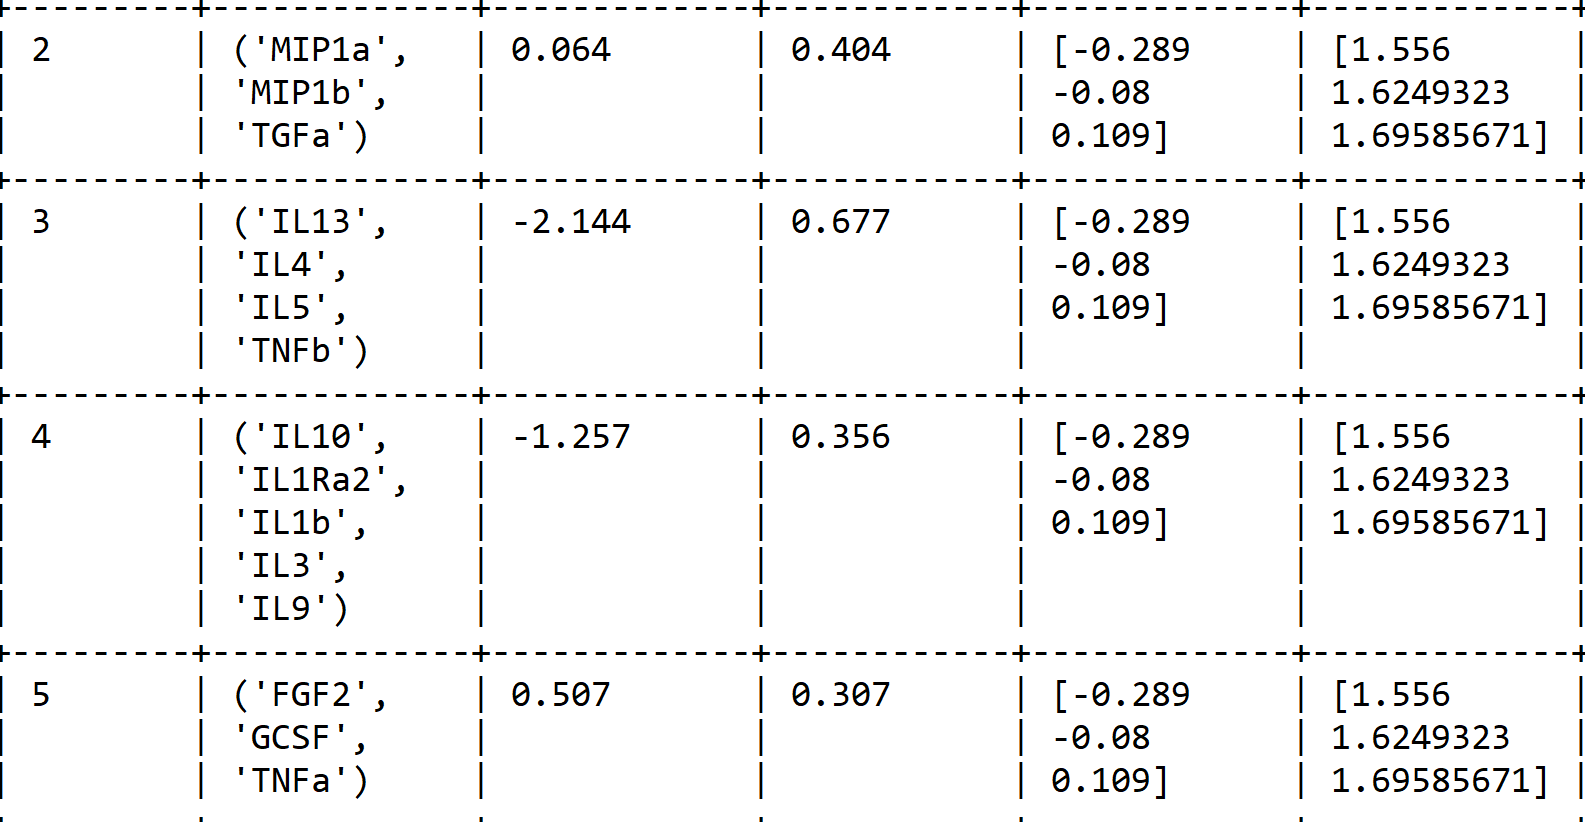 +---------+-------------+-------------+------------+-------------+-------------+
| 2       | ('MIP1a',   | 0.064       | 0.404      | [-0.289     | [1.556      |
|         | 'MIP1b',    |             |            | -0.08       | 1.6249323   |
|         | 'TGFa')     |             |            | 0.109]      | 1.69585671] |
+---------+-------------+-------------+------------+-------------+-------------+
| 3       | ('IL13',    | -2.144      | 0.677      | [-0.289     | [1.556      |
|         | 'IL4',      |             |            | -0.08       | 1.6249323   |
|         | 'IL5',      |             |            | 0.109]      | 1.69585671] |
|         | 'TNFb')     |             |            |             |             |
+---------+-------------+-------------+------------+-------------+-------------+
| 4       | ('IL10',    | -1.257      | 0.356      | [-0.289     | [1.556      |
|         | 'IL1Ra2',   |             |            | -0.08       | 1.6249323   |
|         | 'IL1b',     |             |            | 0.109]      | 1.69585671] |
|         | 'IL3',      |             |            |             |             |
|         | 'IL9')      |             |            |             |             |
+---------+-------------+-------------+------------+-------------+-------------+
| 5       | ('FGF2',    | 0.507       | 0.307      | [-0.289     | [1.556      |
|         | 'GCSF',     |             |            | -0.08       | 1.6249323   |
|         | 'TNFa')     |             |            | 0.109]      | 1.69585671] |